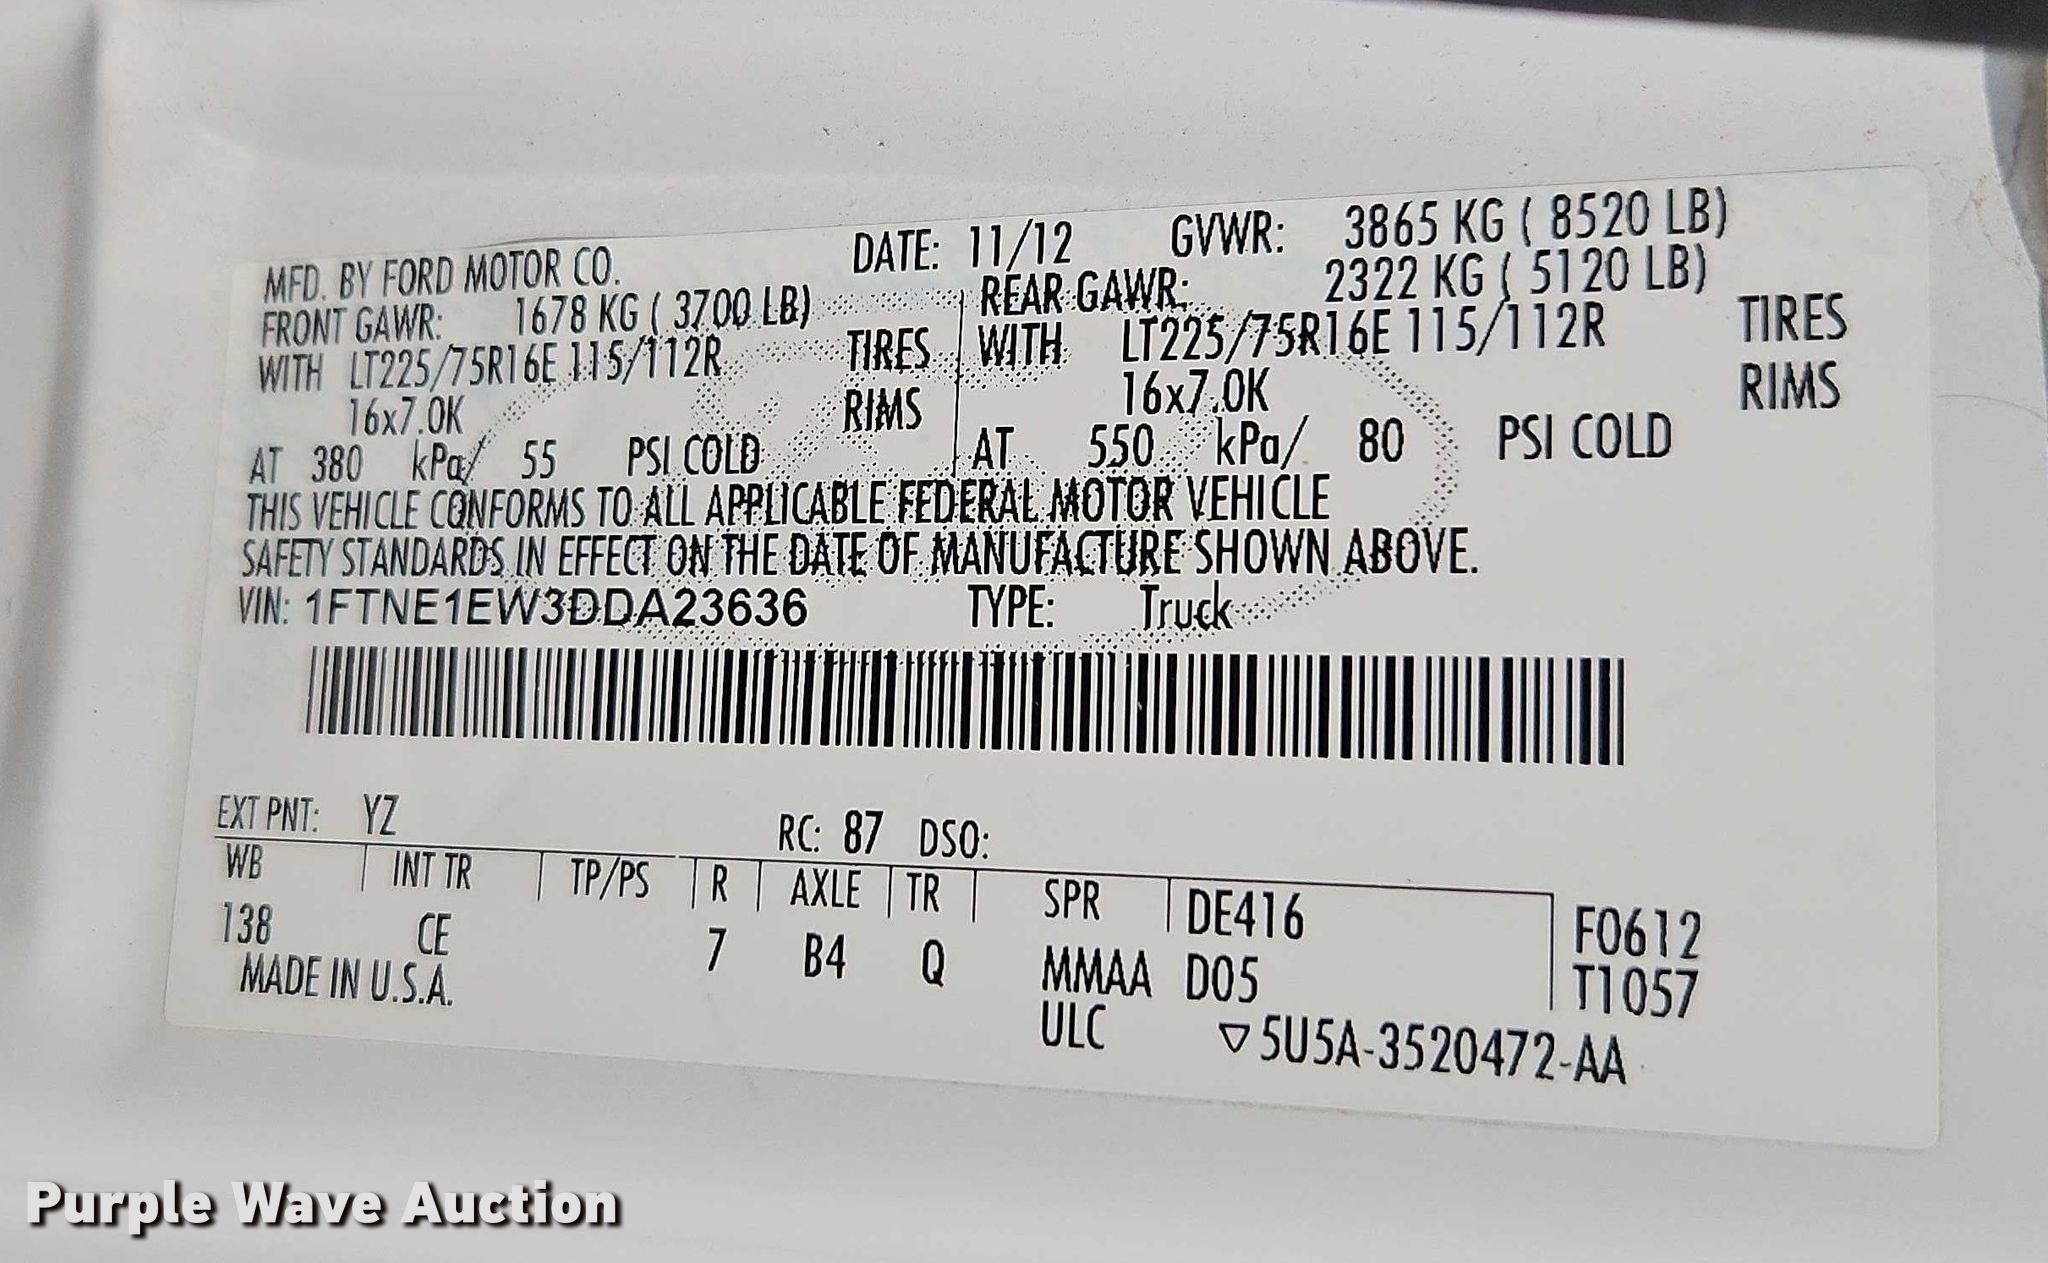 MFD. BY FORD MOTOR CO. DATE: 11/12 GVWR: 3865 KG ( 8520 LB)
FRONT GAWR: 1678 KG ( 3700 LB) REAR GAWR: 2322 KG ( 5120 LB)
WITH LT225/75R16E 115/112R TIRES WITH LT225/75R16E 115/112R TIRES
16x7.0K RIMS 16x7.0K RIMS
AT 380 kPa/ 55 PSI COLD AT 550 kPa/ 80 PSI COLD
THIS VEHICLE CONFORMS TO ALL APPLICABLE FEDERAL MOTOR VEHICLE
SAFETY STANDARDS IN EFFECT ON THE DATE OF MANUFACTURE SHOWN ABOVE.
VIN: 1FTNE1EW3DDA23636 TYPE: Truck
EXT PNT: YZ RC: 87 DSO:
WB INT TR TP/PS R AXLE TR SPR DE416 F0612
138 CE 7 B4 Q MMAA D05 T1057
MADE IN U.S.A. ULC ▽5U5A-3520472-AA
Purple Wave Auction